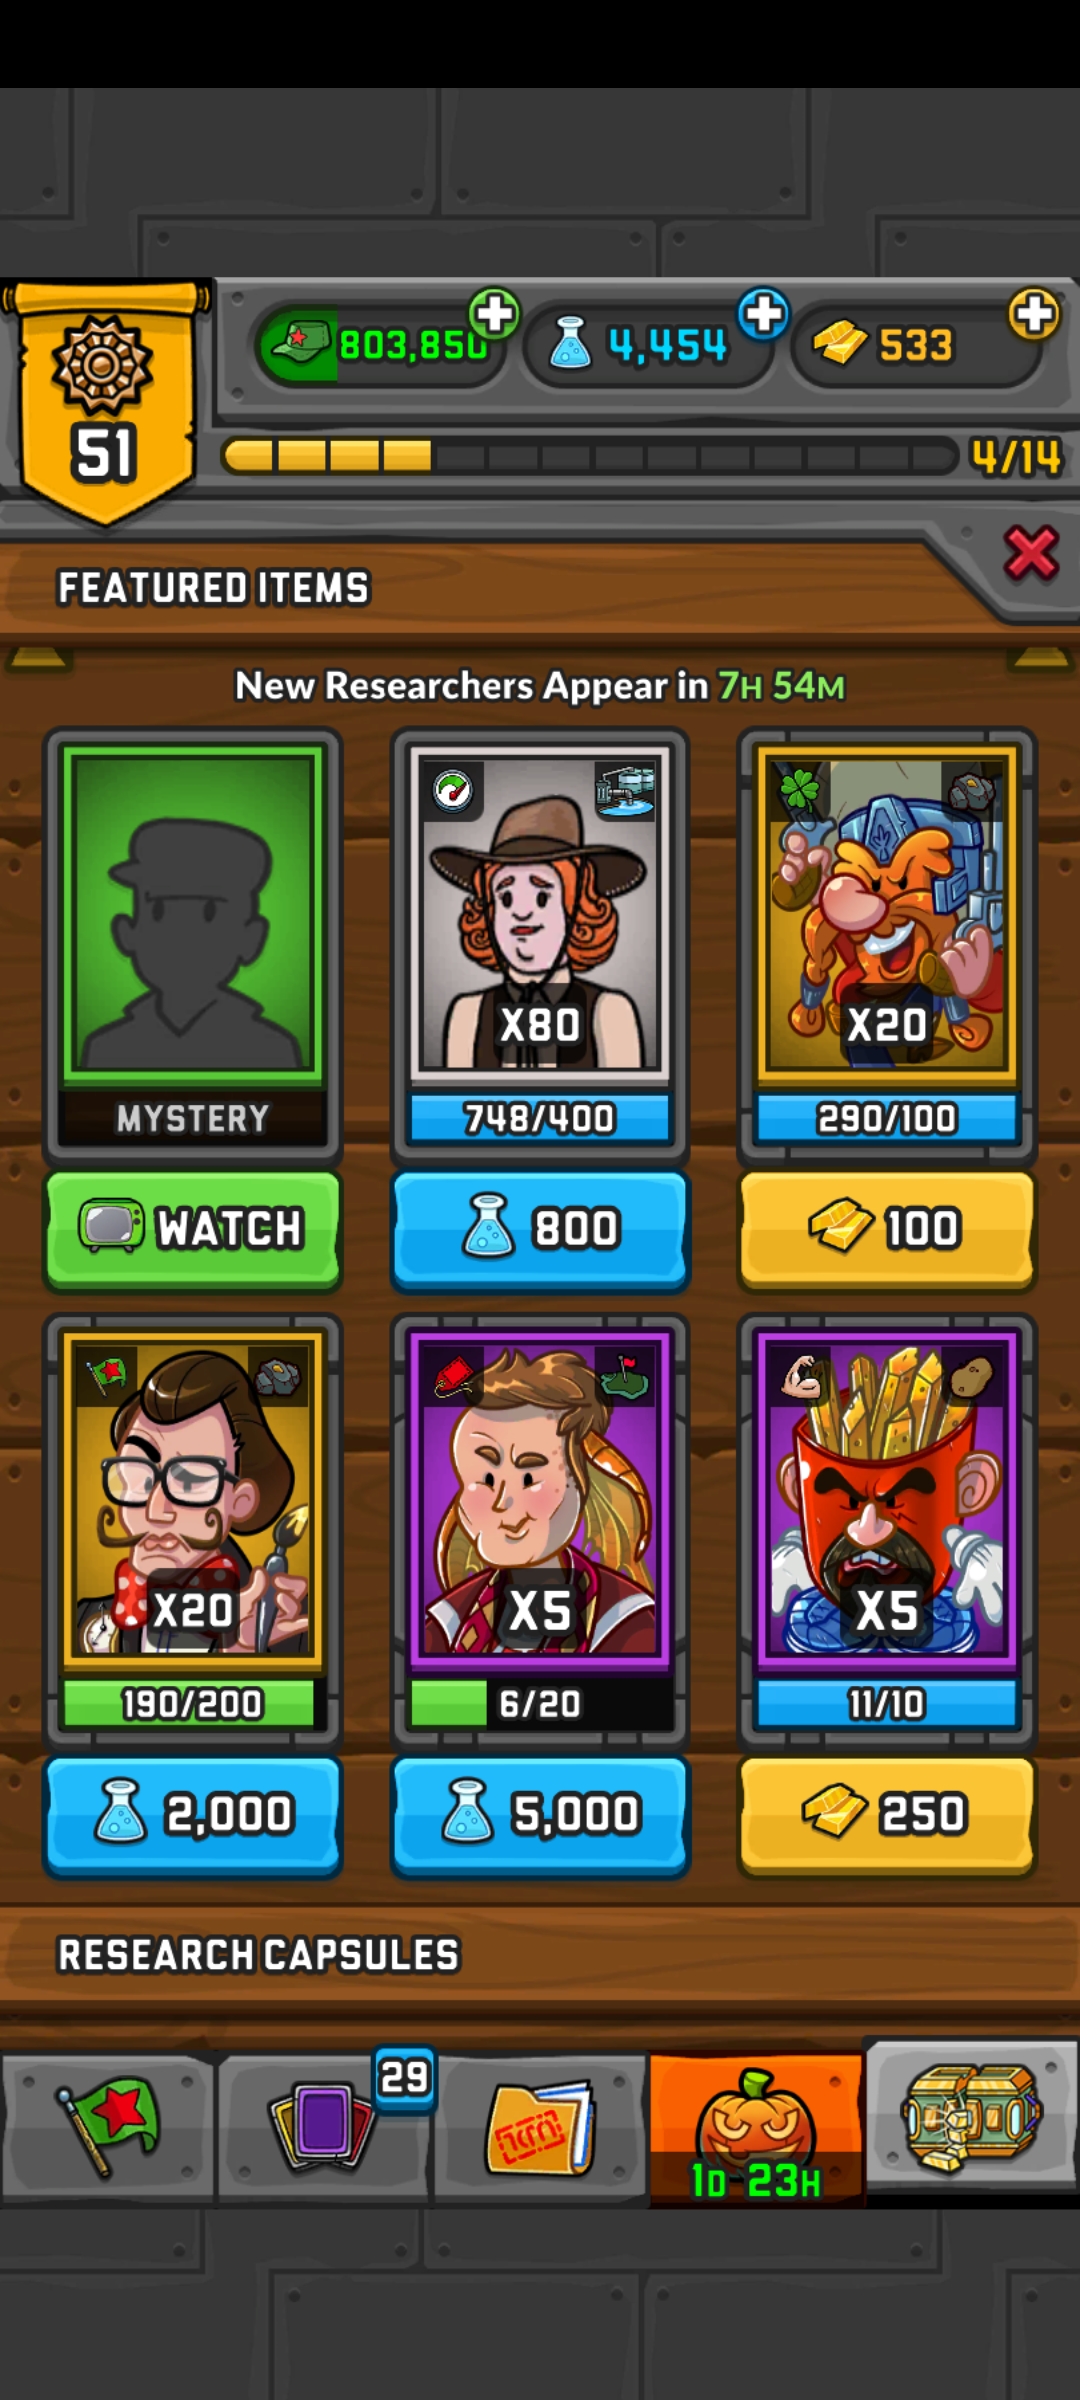 803,850
4,454
533
51
4/14
FEATURED ITEMS
New Researchers Appear in 7H 54M
X80
X20
MYSTERY
748/400
290/100
WATCH
800
100
X20
X5
X5
190/200
6/20
11/10
2,000
5,000
250
RESEARCH CAPSULES
29
1D 23H